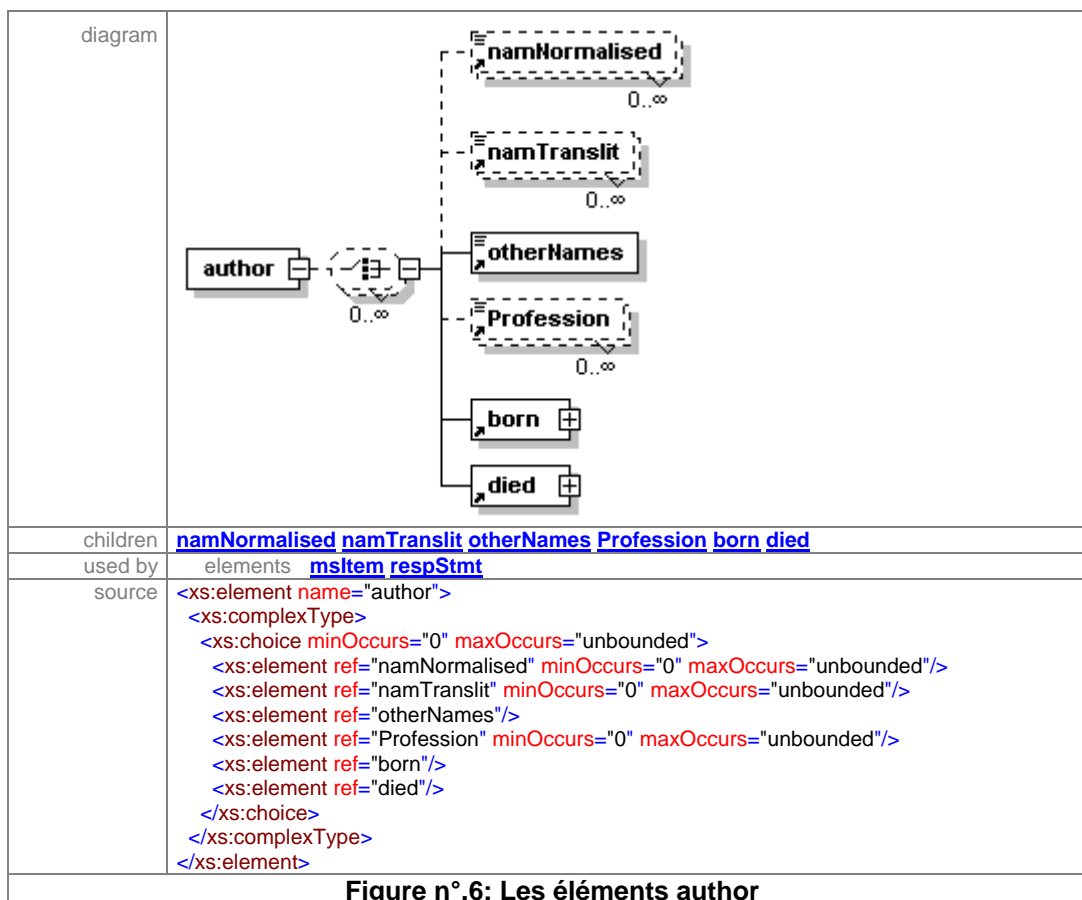 diagram
namNormalised
0..∞
namTranslit
0..∞
otherNames
author
0..∞
Profession
0..∞
born
died
children namNormalised namTranslit otherNames Profession born died
used by elements msItem respStmt
source <xs:element name="author">
<xs:complexType>
<xs:choice minOccurs="0" maxOccurs="unbounded">
<xs:element ref="namNormalised" minOccurs="0" maxOccurs="unbounded"/>
<xs:element ref="namTranslit" minOccurs="0" maxOccurs="unbounded"/>
<xs:element ref="otherNames"/>
<xs:element ref="Profession" minOccurs="0" maxOccurs="unbounded"/>
<xs:element ref="born"/>
<xs:element ref="died"/>
</xs:choice>
</xs:complexType>
</xs:element>
Figure n°.6: Les éléments author